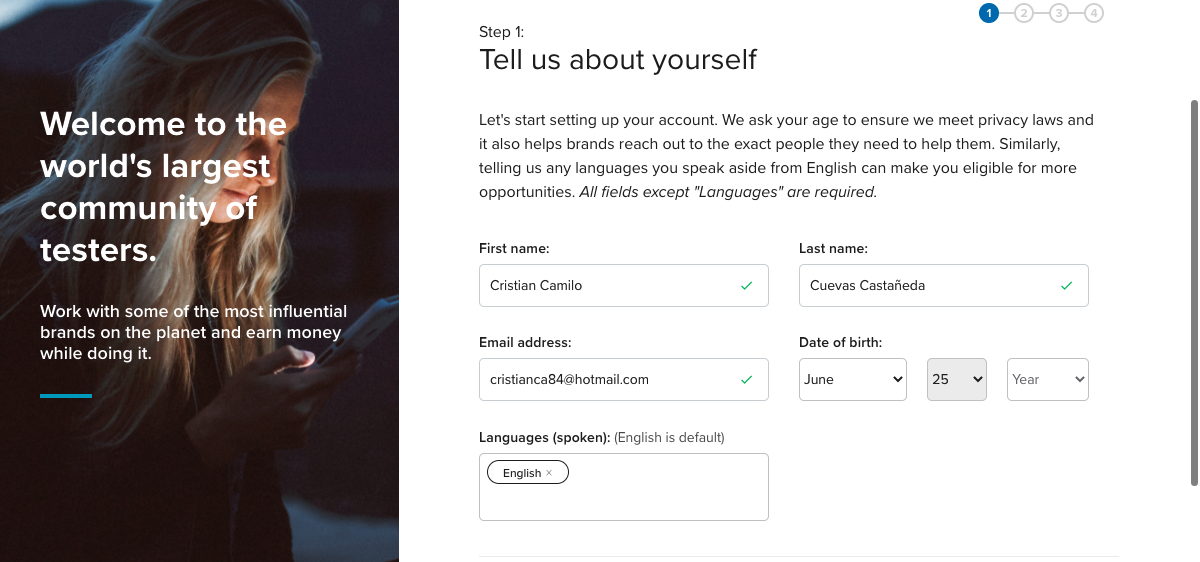 Welcome to the
world's largest
community of
testers.
Work with some of the most influential
brands on the planet and earn money
while doing it.
1 2 3 4
Step 1:
Tell us about yourself
Let's start setting up your account. We ask your age to ensure we meet privacy laws and
it also helps brands reach out to the exact people they need to help them. Similarly,
telling us any languages you speak aside from English can make you eligible for more
opportunities. All fields except "Languages" are required.
First name: Last name:
Cristian Camilo Cuevas Castañeda
Email address: Date of birth:
cristianca84@hotmail.com June 25 Year
Languages (spoken): (English is default)
English ×